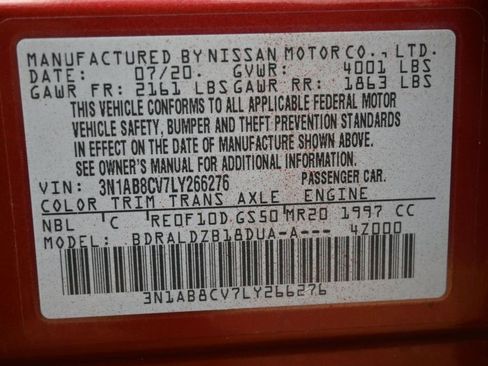 MANUFACTURED BY NISSAN MOTOR CO., LTD.
DATE: 07/20. GVWR: 4001 LBS
GAWR FR: 2161 LBS GAWR RR: 1863 LBS
THIS VEHICLE CONFORMS TO ALL APPLICABLE FEDERAL MOTOR
VEHICLE SAFETY, BUMPER AND THEFT PREVENTION STANDARDS
IN EFFECT ON THE DATE OF MANUFACTURE SHOWN ABOVE.
SEE OWNER'S MANUAL FOR ADDITIONAL INFORMATION.
VIN: 3N1AB8CV7LY266276 PASSENGER CAR.
COLOR TRIM TRANS AXLE ENGINE
NBL C RE0F10D GS50 MR20 1997 CC
MODEL: BDRALDZB18DUA-A--- 4Z000
3N1AB8CV7LY266276